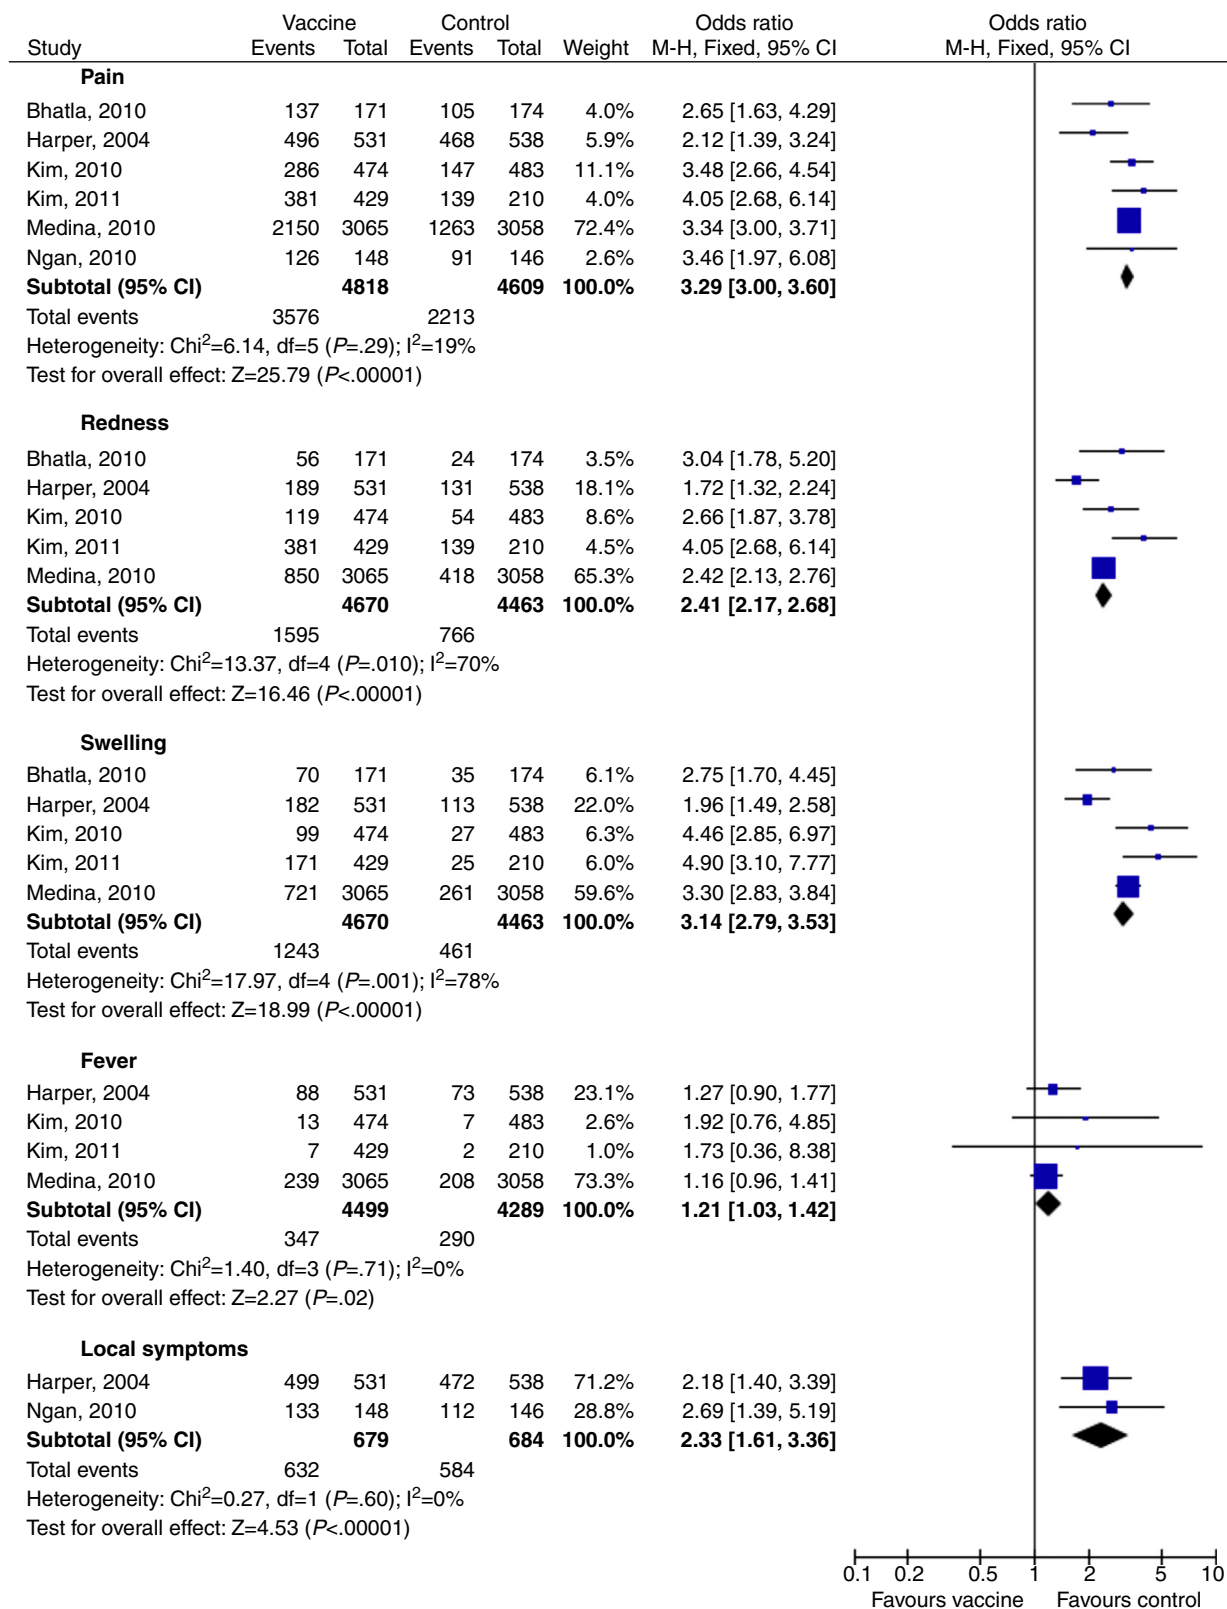 Vaccine Control Odds ratio Odds ratio
Study Events Total Events Total Weight M-H, Fixed, 95% CI M-H, Fixed, 95% CI
Pain
Bhatla, 2010 137 171 105 174 4.0% 2.65 [1.63, 4.29]
Harper, 2004 496 531 468 538 5.9% 2.12 [1.39, 3.24]
Kim, 2010 286 474 147 483 11.1% 3.48 [2.66, 4.54]
Kim, 2011 381 429 139 210 4.0% 4.05 [2.68, 6.14]
Medina, 2010 2150 3065 1263 3058 72.4% 3.34 [3.00, 3.71]
Ngan, 2010 126 148 91 146 2.6% 3.46 [1.97, 6.08]
Subtotal (95% CI) 4818 4609 100.0% 3.29 [3.00, 3.60]
Total events 3576 2213
Heterogeneity: Chi²=6.14, df=5 (P=.29); I²=19%
Test for overall effect: Z=25.79 (P<.00001)
Redness
Bhatla, 2010 56 171 24 174 3.5% 3.04 [1.78, 5.20]
Harper, 2004 189 531 131 538 18.1% 1.72 [1.32, 2.24]
Kim, 2010 119 474 54 483 8.6% 2.66 [1.87, 3.78]
Kim, 2011 381 429 139 210 4.5% 4.05 [2.68, 6.14]
Medina, 2010 850 3065 418 3058 65.3% 2.42 [2.13, 2.76]
Subtotal (95% CI) 4670 4463 100.0% 2.41 [2.17, 2.68]
Total events 1595 766
Heterogeneity: Chi²=13.37, df=4 (P=.010); I²=70%
Test for overall effect: Z=16.46 (P<.00001)
Swelling
Bhatla, 2010 70 171 35 174 6.1% 2.75 [1.70, 4.45]
Harper, 2004 182 531 113 538 22.0% 1.96 [1.49, 2.58]
Kim, 2010 99 474 27 483 6.3% 4.46 [2.85, 6.97]
Kim, 2011 171 429 25 210 6.0% 4.90 [3.10, 7.77]
Medina, 2010 721 3065 261 3058 59.6% 3.30 [2.83, 3.84]
Subtotal (95% CI) 4670 4463 100.0% 3.14 [2.79, 3.53]
Total events 1243 461
Heterogeneity: Chi²=17.97, df=4 (P=.001); I²=78%
Test for overall effect: Z=18.99 (P<.00001)
Fever
Harper, 2004 88 531 73 538 23.1% 1.27 [0.90, 1.77]
Kim, 2010 13 474 7 483 2.6% 1.92 [0.76, 4.85]
Kim, 2011 7 429 2 210 1.0% 1.73 [0.36, 8.38]
Medina, 2010 239 3065 208 3058 73.3% 1.16 [0.96, 1.41]
Subtotal (95% CI) 4499 4289 100.0% 1.21 [1.03, 1.42]
Total events 347 290
Heterogeneity: Chi²=1.40, df=3 (P=.71); I²=0%
Test for overall effect: Z=2.27 (P=.02)
Local symptoms
Harper, 2004 499 531 472 538 71.2% 2.18 [1.40, 3.39]
Ngan, 2010 133 148 112 146 28.8% 2.69 [1.39, 5.19]
Subtotal (95% CI) 679 684 100.0% 2.33 [1.61, 3.36]
Total events 632 584
Heterogeneity: Chi²=0.27, df=1 (P=.60); I²=0%
Test for overall effect: Z=4.53 (P<.00001)
0.1 0.2 0.5 1 2 5 10
Favours vaccine Favours control